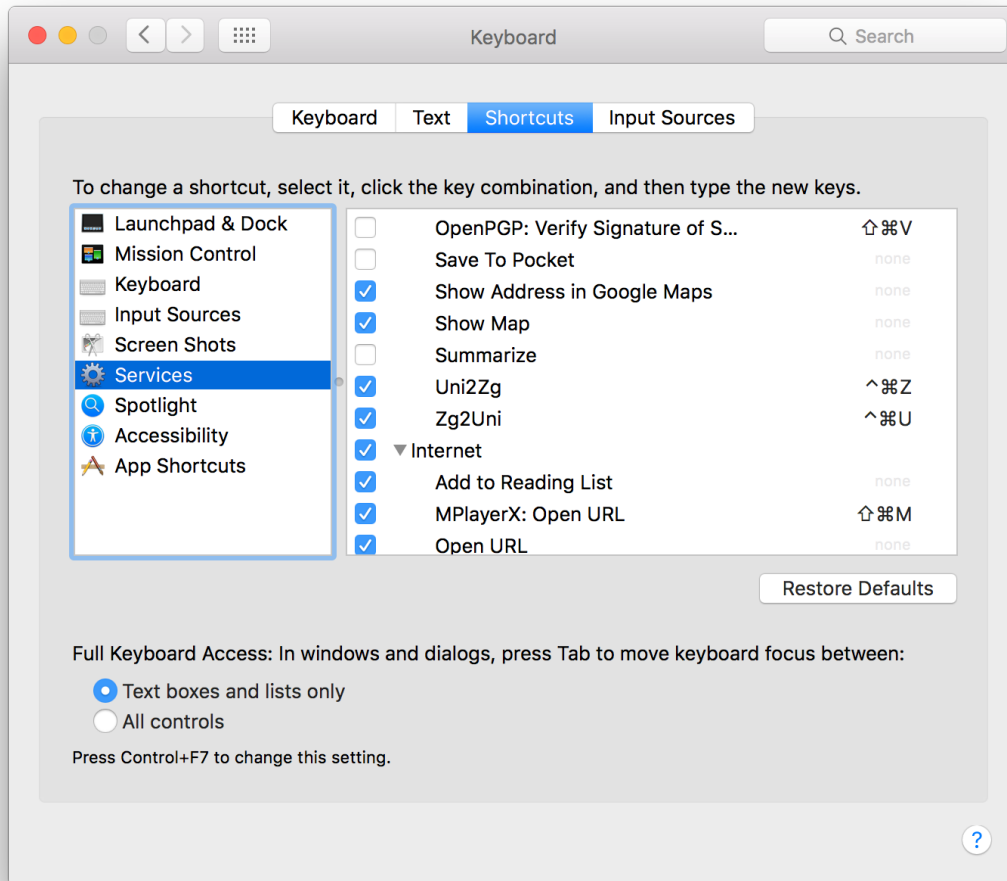 Keyboard
Search
Keyboard Text Shortcuts Input Sources
To change a shortcut, select it, click the key combination, and then type the new keys.
Launchpad & Dock
Mission Control
Keyboard
Input Sources
Screen Shots
Services
Spotlight
Accessibility
App Shortcuts
OpenPGP: Verify Signature of S... ⇧⌘V
Save To Pocket none
Show Address in Google Maps none
Show Map none
Summarize none
Uni2Zg ^⌘Z
Zg2Uni ^⌘U
Internet
Add to Reading List none
MPlayerX: Open URL ⇧⌘M
Open URL none
Restore Defaults
Full Keyboard Access: In windows and dialogs, press Tab to move keyboard focus between:
Text boxes and lists only
All controls
Press Control+F7 to change this setting.
?